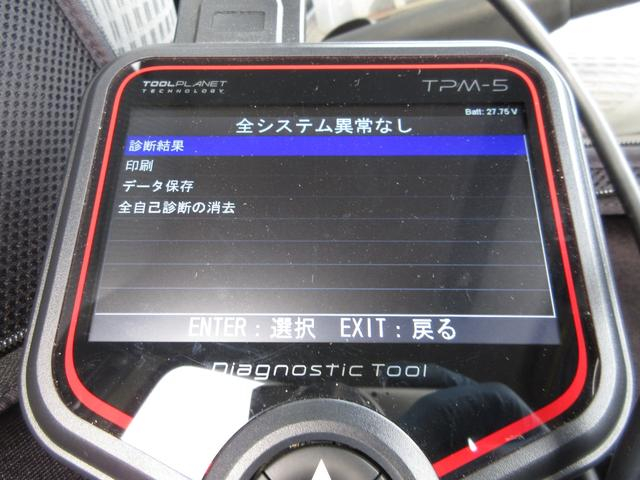 TOOLPLANET TPM-5
TECHNOLOGY
Batt: 27.75 V
全システム異常なし
診断結果
印刷
データ保存
全自己診断の消去
ENTER：選択 EXIT：戻る
Diagnostic Tool